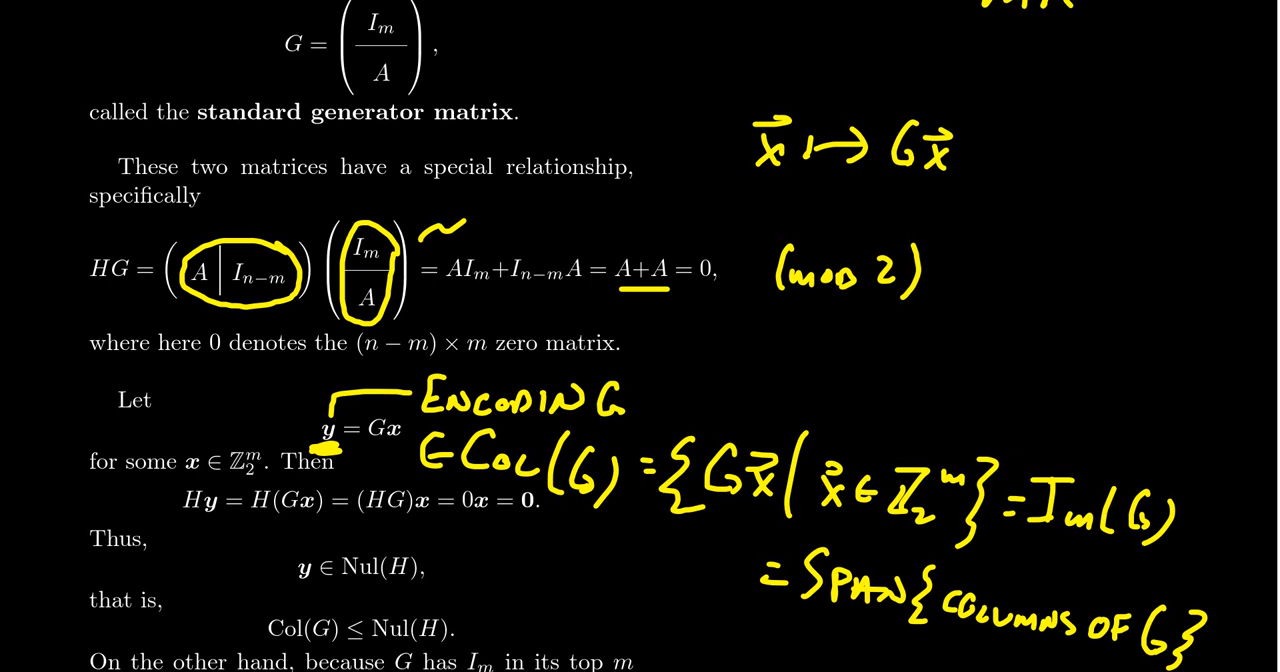 G = ( I_m / A ) ,
called the standard generator matrix.
x⃗ ↦ Gx⃗
These two matrices have a special relationship,
specifically
HG = ( A | I_{n−m} ) ( I_m / A ) = AI_m+I_{n−m}A = A+A = 0,
(MOD 2)
where here 0 denotes the (n − m) × m zero matrix.
Let
ENCODING
y = Gx
∈ COL(G) = {Gx⃗ | x⃗ ∈ ℤ_2^m} = Im(G)
for some x ∈ ℤ_2^m. Then
Hy = H(Gx) = (HG)x = 0x = 0.
Thus,
= SPAN{COLUMNS OF G}
y ∈ Nul(H),
that is,
Col(G) ≤ Nul(H).
On the other hand, because G has I_m in its top m